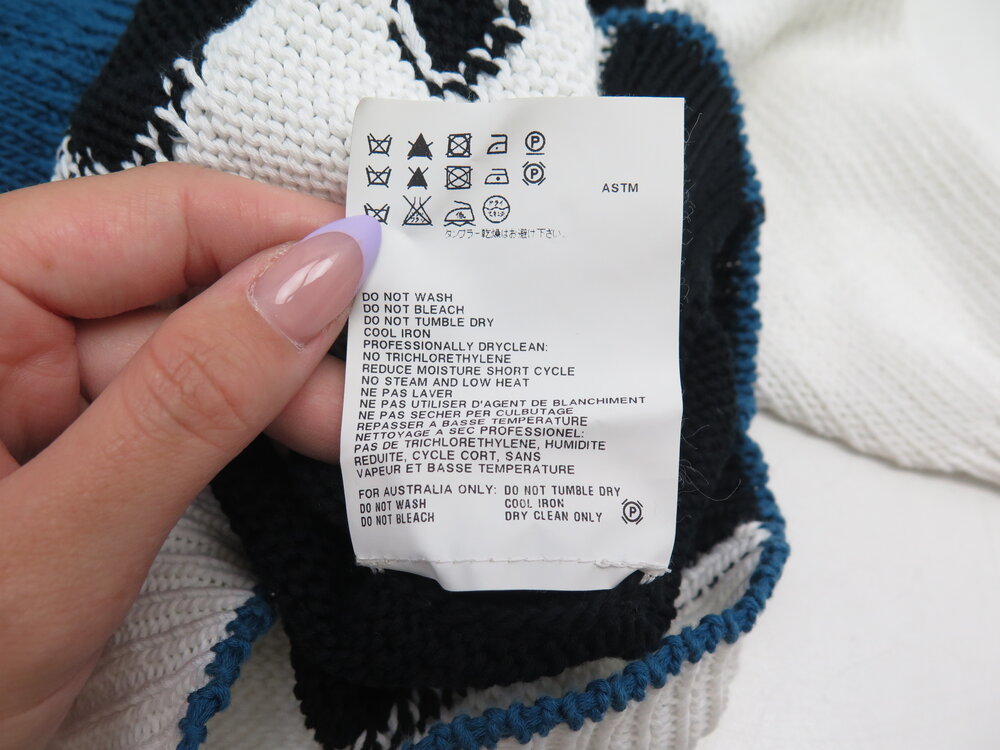 P
P
ASTM
タンブラー乾燥はお避け下さい。
DO NOT WASH
DO NOT BLEACH
DO NOT TUMBLE DRY
COOL IRON
PROFESSIONALLY DRYCLEAN:
NO TRICHLORETHYLENE
REDUCE MOISTURE SHORT CYCLE
NO STEAM AND LOW HEAT
NE PAS LAVER
NE PAS UTILISER D'AGENT DE BLANCHIMENT
NE PAS SECHER PER CULBUTAGE
REPASSER A BASSE TEMPERATURE
NETTOYAGE A SEC PROFESSIONEL:
PAS DE TRICHLORETHYLENE, HUMIDITE
REDUITE, CYCLE CORT, SANS
VAPEUR ET BASSE TEMPERATURE
FOR AUSTRALIA ONLY: DO NOT TUMBLE DRY
DO NOT WASH COOL IRON
DO NOT BLEACH DRY CLEAN ONLY P